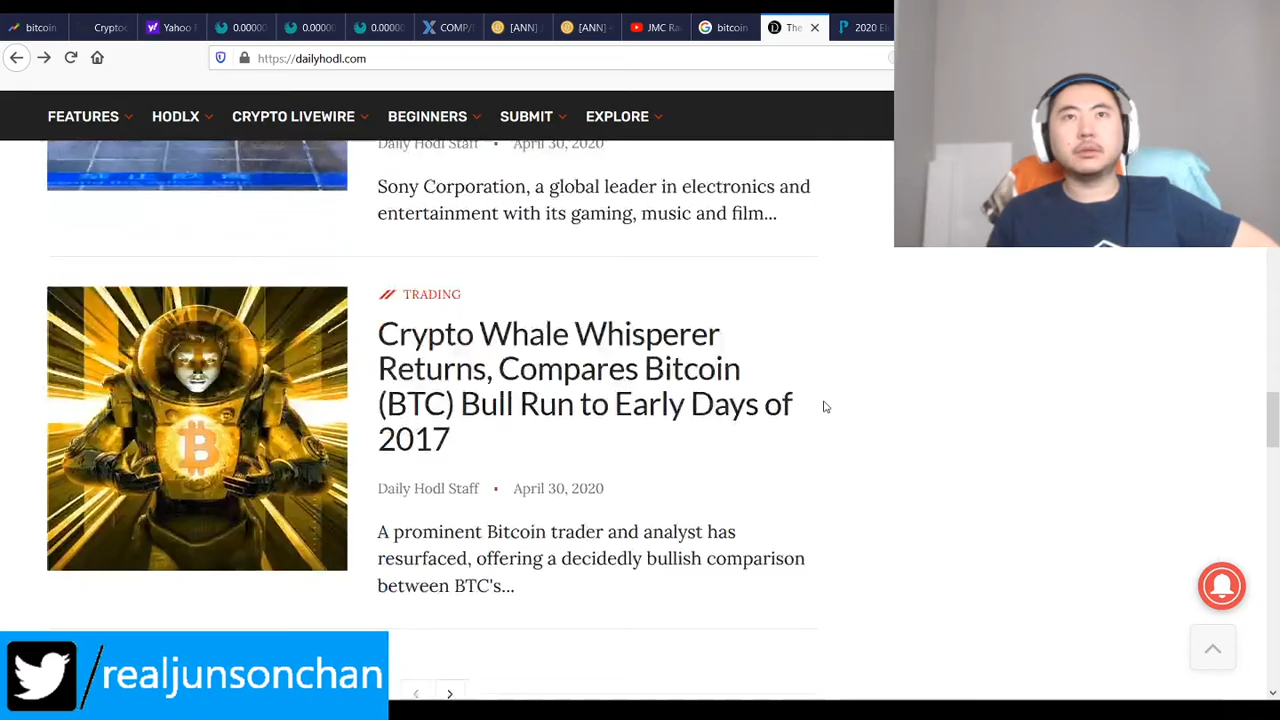 bitcoin
Cryptoc
Yahoo F
0.00000
0.00000
0.00000
COMP/
[ANN]
[ANN]
JMC Ra
bitcoin
The
2020 El
https://dailyhodl.com
FEATURES
HODLX
CRYPTO LIVEWIRE
BEGINNERS
SUBMIT
EXPLORE
Daily Hodl Staff • April 30, 2020
Sony Corporation, a global leader in electronics and
entertainment with its gaming, music and film...
TRADING
Crypto Whale Whisperer
Returns, Compares Bitcoin
(BTC) Bull Run to Early Days of
2017
Daily Hodl Staff • April 30, 2020
A prominent Bitcoin trader and analyst has
resurfaced, offering a decidedly bullish comparison
between BTC's...
/realjunsonchan